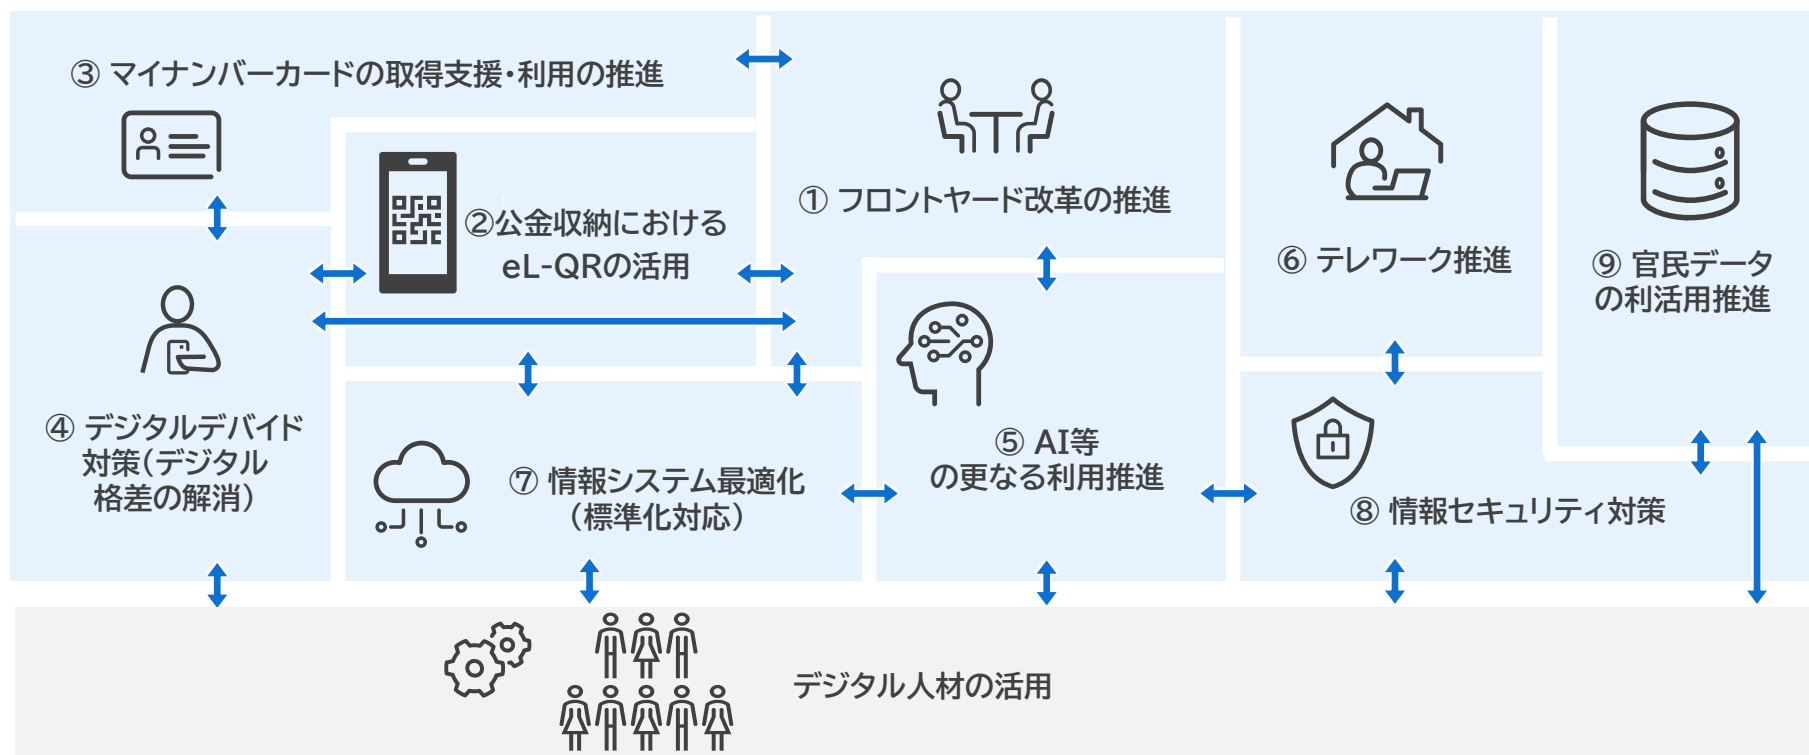 ③ マイナンバーカードの取得支援・利用の推進
②公金収納における
eL-QRの活用
① フロントヤード改革の推進
⑥ テレワーク推進
⑨ 官民データ
の利活用推進
④ デジタルデバイド
対策（デジタル
格差の解消）
⑦ 情報システム最適化
（標準化対応）
⑤ AI等
の更なる利用推進
⑧ 情報セキュリティ対策
デジタル人材の活用